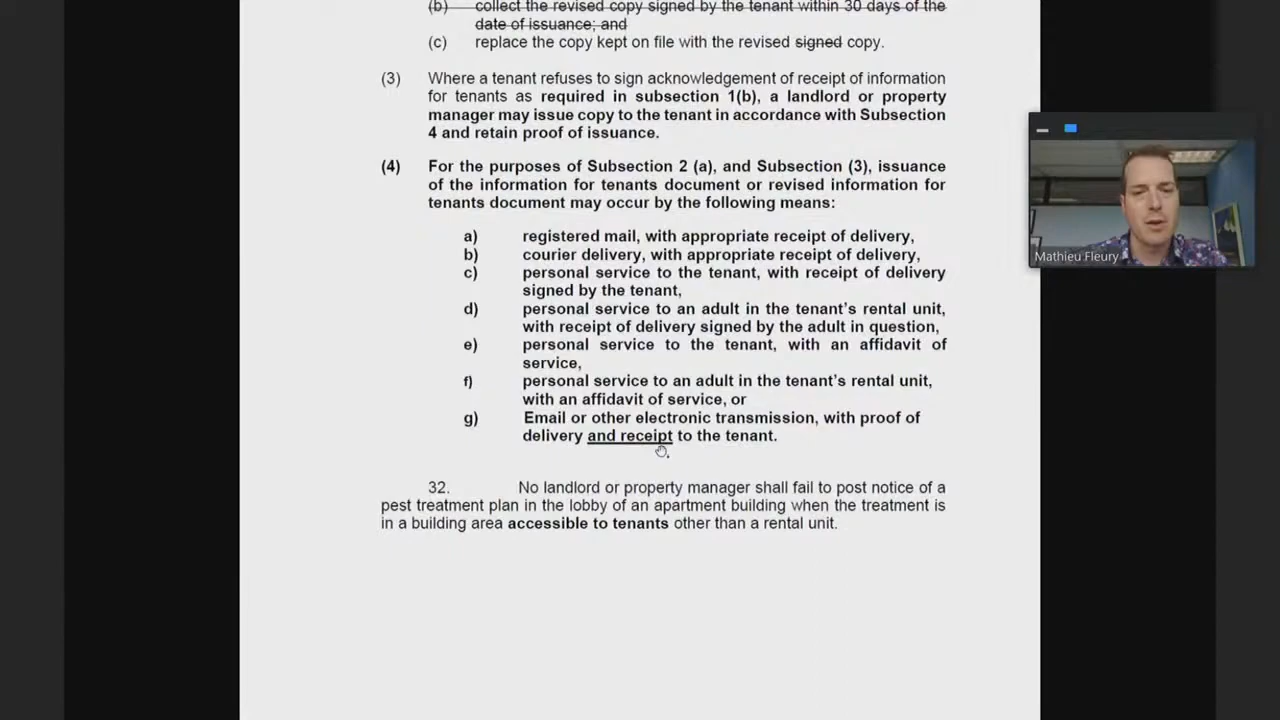 (b) collect the revised copy signed by the tenant within 30 days of the
date of issuance; and
(c) replace the copy kept on file with the revised signed copy.
(3) Where a tenant refuses to sign acknowledgement of receipt of information
for tenants as required in subsection 1(b), a landlord or property
manager may issue copy to the tenant in accordance with Subsection
4 and retain proof of issuance.
(4) For the purposes of Subsection 2 (a), and Subsection (3), issuance
of the information for tenants document or revised information for
tenants document may occur by the following means:
a) registered mail, with appropriate receipt of delivery,
b) courier delivery, with appropriate receipt of delivery,
c) personal service to the tenant, with receipt of delivery
signed by the tenant,
d) personal service to an adult in the tenant's rental unit,
with receipt of delivery signed by the adult in question,
e) personal service to the tenant, with an affidavit of
service,
f) personal service to an adult in the tenant's rental unit,
with an affidavit of service, or
g) Email or other electronic transmission, with proof of
delivery and receipt to the tenant.
32. No landlord or property manager shall fail to post notice of a
pest treatment plan in the lobby of an apartment building when the treatment is
in a building area accessible to tenants other than a rental unit.
Mathieu Fleury